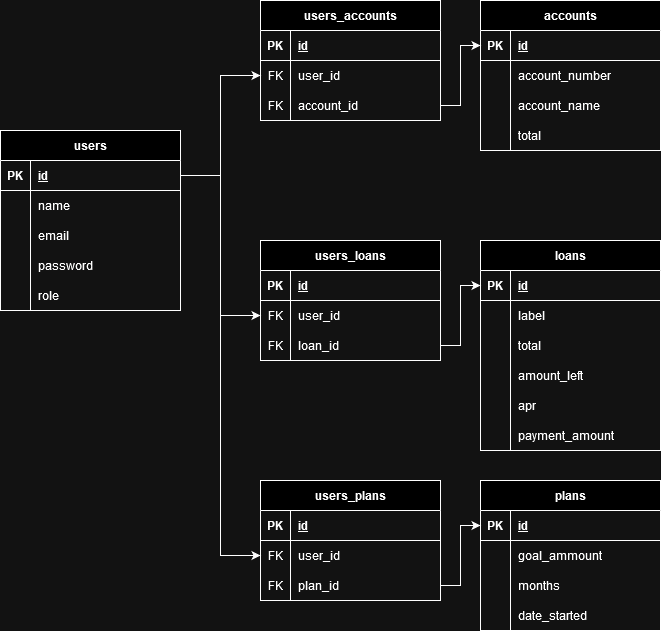 users
PK id
name
email
password
role
users_accounts
PK id
FK user_id
FK account_id
accounts
PK id
account_number
account_name
total
users_loans
PK id
FK user_id
FK loan_id
loans
PK id
label
total
amount_left
apr
payment_amount
users_plans
PK id
FK user_id
FK plan_id
plans
PK id
goal_ammount
months
date_started